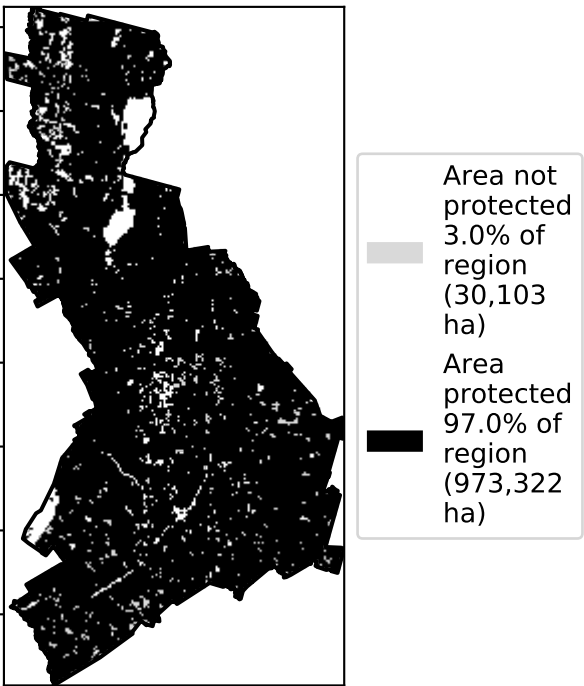 Area not
protected
3.0% of
region
(30,103
ha)
Area
protected
97.0% of
region
(973,322
ha)